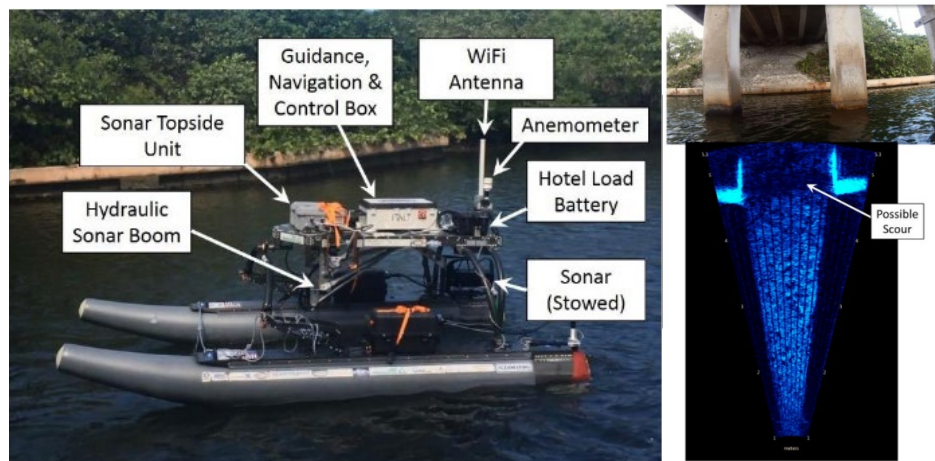 Guidance,
Navigation &
Control Box
WiFi
Antenna
Sonar Topside
Unit
Anemometer
Hydraulic
Sonar Boom
Hotel Load
Battery
Sonar
(Stowed)
Possible
Scour
meters